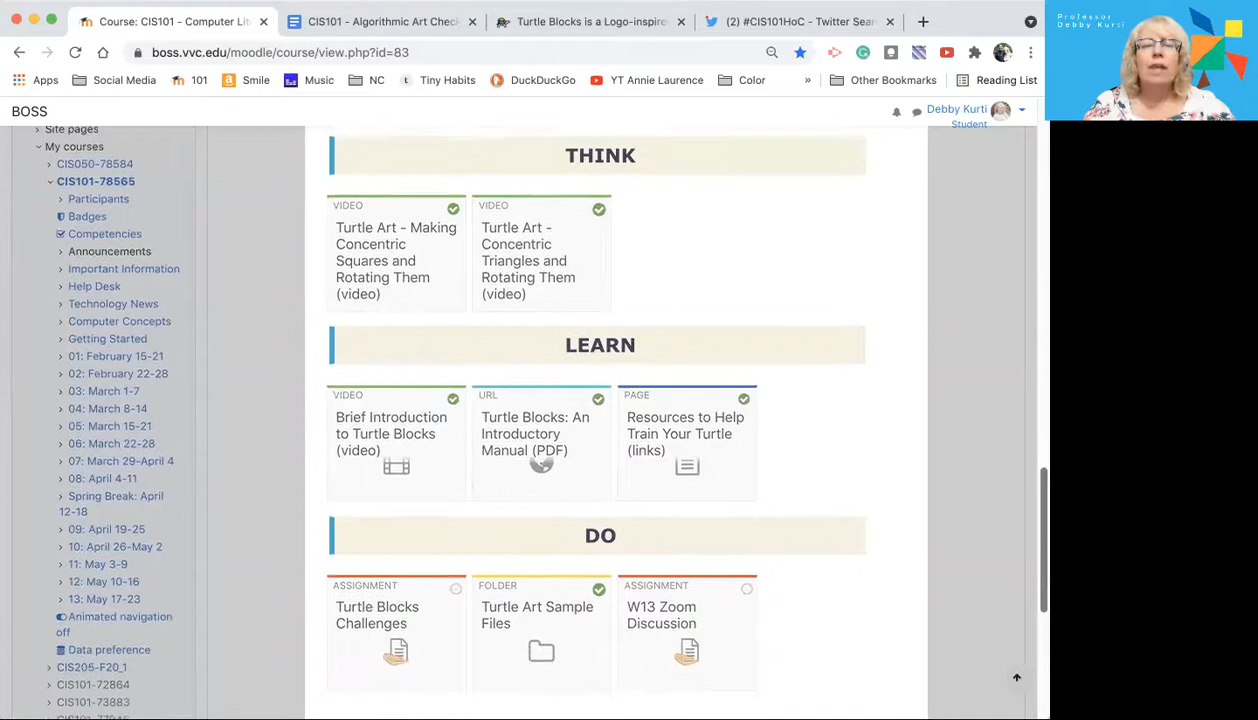 Course: CIS101 - Computer Lit
CIS101 - Algorithmic Art Check
Turtle Blocks is a Logo-inspire
(2) #CIS101HoC - Twitter Sear
boss.vvc.edu/moodle/course/view.php?id=83
Apps
Social Media
101
Smile
Music
NC
Tiny Habits
DuckDuckGo
YT Annie Laurence
Color
»
Other Bookmarks
Reading List
Professor
Debby Kurti
BOSS
Debby Kurti
Student
Site pages
My courses
CIS050-78584
CIS101-78565
Participants
Badges
Competencies
Announcements
Important Information
Help Desk
Technology News
Computer Concepts
Getting Started
01: February 15-21
02: February 22-28
03: March 1-7
04: March 8-14
05: March 15-21
06: March 22-28
07: March 29-April 4
08: April 4-11
Spring Break: April
12-18
09: April 19-25
10: April 26-May 2
11: May 3-9
12: May 10-16
13: May 17-23
Animated navigation
off
Data preference
CIS205-F20_1
CIS101-72864
CIS101-73883
THINK
VIDEO
Turtle Art - Making
Concentric
Squares and
Rotating Them
(video)
VIDEO
Turtle Art -
Concentric
Triangles and
Rotating Them
(video)
LEARN
VIDEO
Brief Introduction
to Turtle Blocks
(video)
URL
Turtle Blocks: An
Introductory
Manual (PDF)
PAGE
Resources to Help
Train Your Turtle
(links)
DO
ASSIGNMENT
Turtle Blocks
Challenges
FOLDER
Turtle Art Sample
Files
ASSIGNMENT
W13 Zoom
Discussion